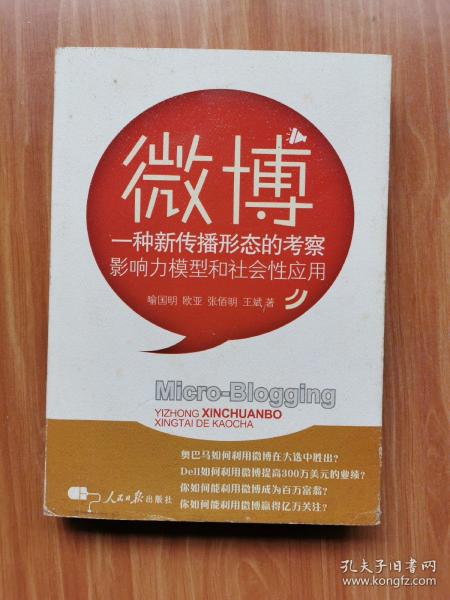 微博
一种新传播形态的考察
影响力模型和社会性应用
喻国明 欧亚 张佰明 王斌 著
Micro-Blogging
YIZHONG XINCHUANBO
XINGTAI DE KAOCHA
奥巴马如何利用微博在大选中胜出?
Dell如何利用微博提高300万美元的业绩?
你如何能利用微博成为百万富翁?
你如何能利用微博赢得亿万关注?
人民日报出版社
孔夫子旧书网
www.kongfz.com